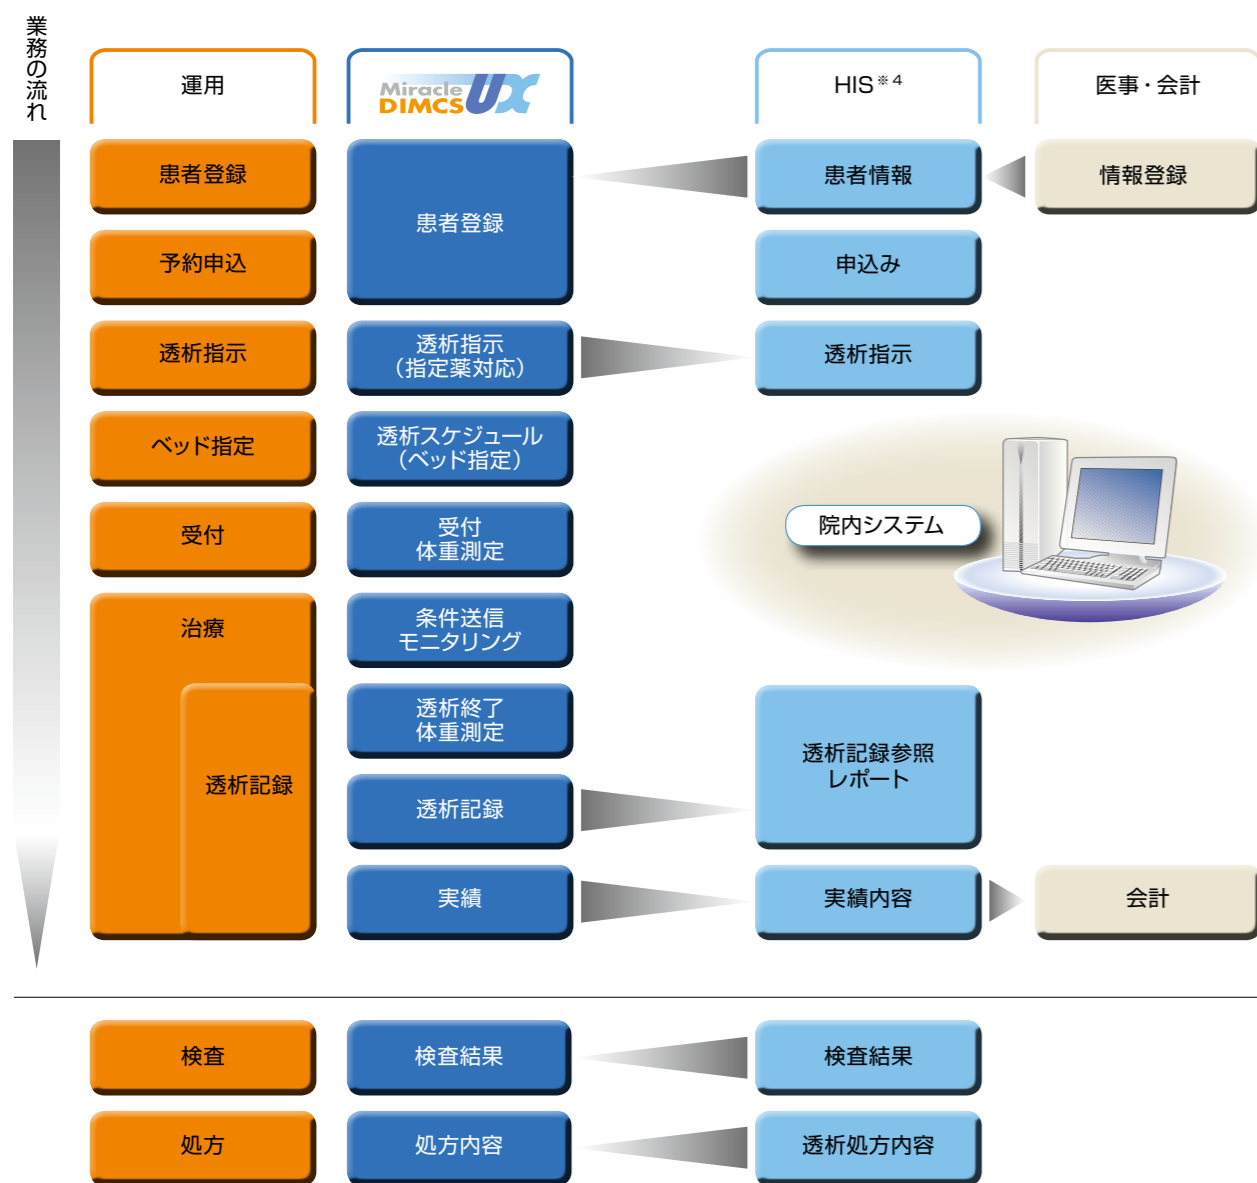 業務の流れ
運用
Miracle
DIMCS UX
HIS※4
医事・会計
患者登録
患者登録
患者情報
情報登録
予約申込
申込み
透析指示
透析指示
（指定薬対応）
透析指示
ベッド指定
透析スケジュール
（ベッド指定）
院内システム
受付
受付
体重測定
治療
条件送信
モニタリング
透析終了
体重測定
透析記録参照
レポート
透析記録
透析記録
実績
実績内容
会計
検査
検査結果
検査結果
処方
処方内容
透析処方内容